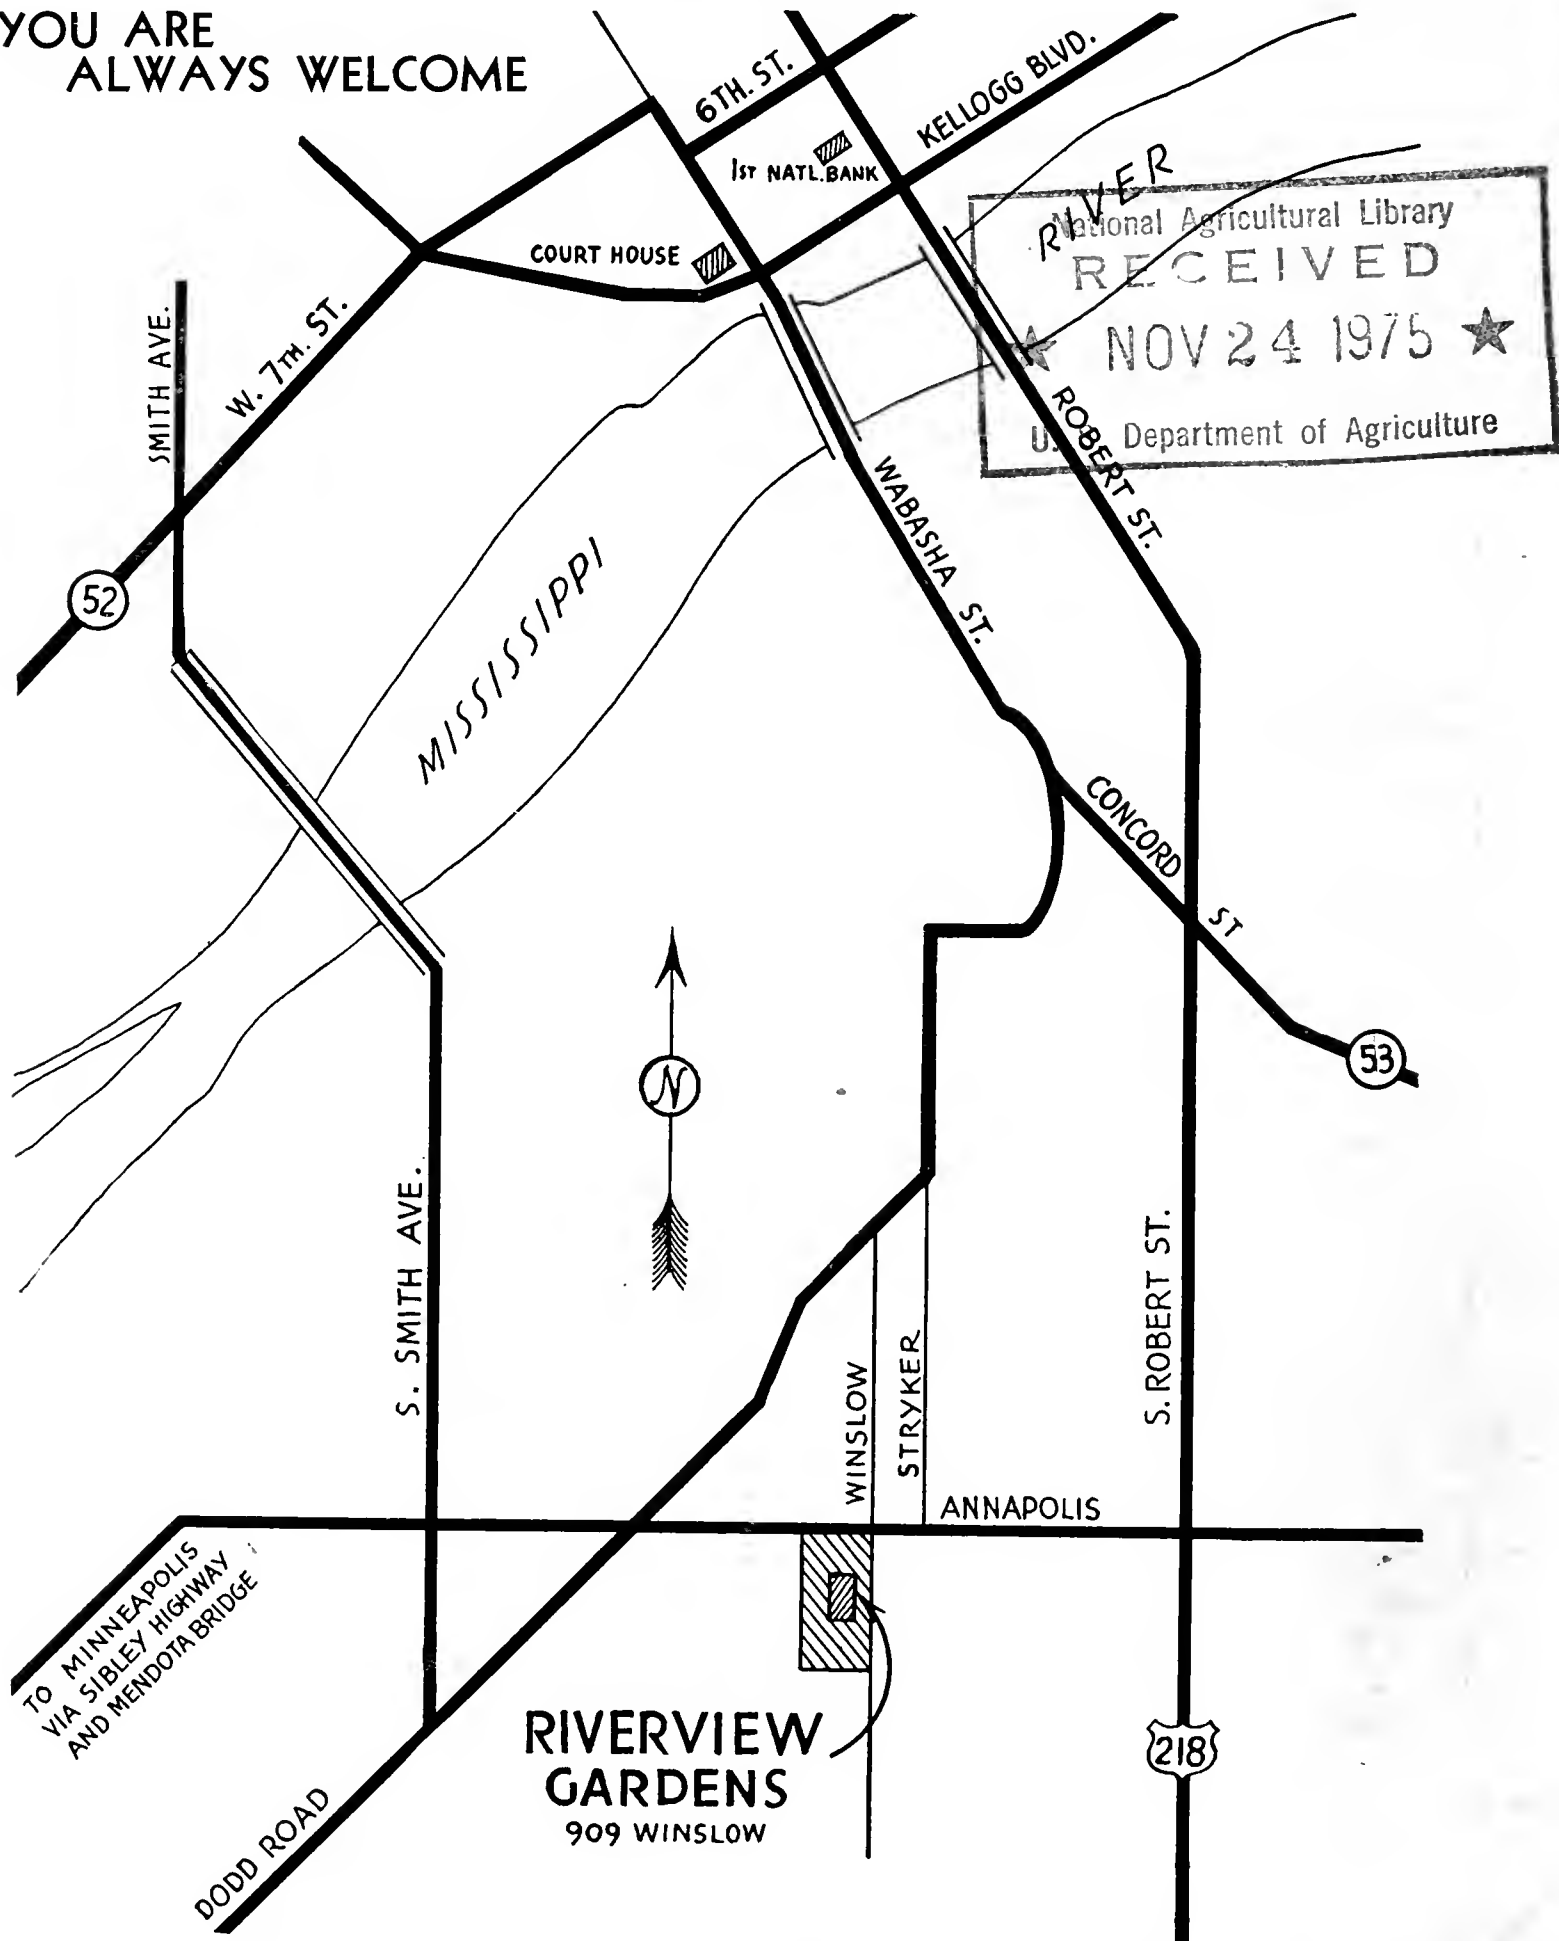 YOU ARE
ALWAYS WELCOME
6TH. ST.
KELLOGG BLVD.
1ST NATL. BANK
COURT HOUSE
RIVER
National Agricultural Library
RECEIVED
★ NOV 24 1975 ★
Department of Agriculture
SMITH AVE.
W. 7TH. ST.
ROBERT ST.
WABASHA ST.
52
MISSISSIPPI
CONCORD ST
53
N
S. SMITH AVE.
S. ROBERT ST.
WINSLOW
STRYKER
ANNAPOLIS
TO MINNEAPOLIS
VIA SIBLEY HIGHWAY
AND MENDOTA BRIDGE
RIVERVIEW
GARDENS
909 WINSLOW
218
DODD ROAD